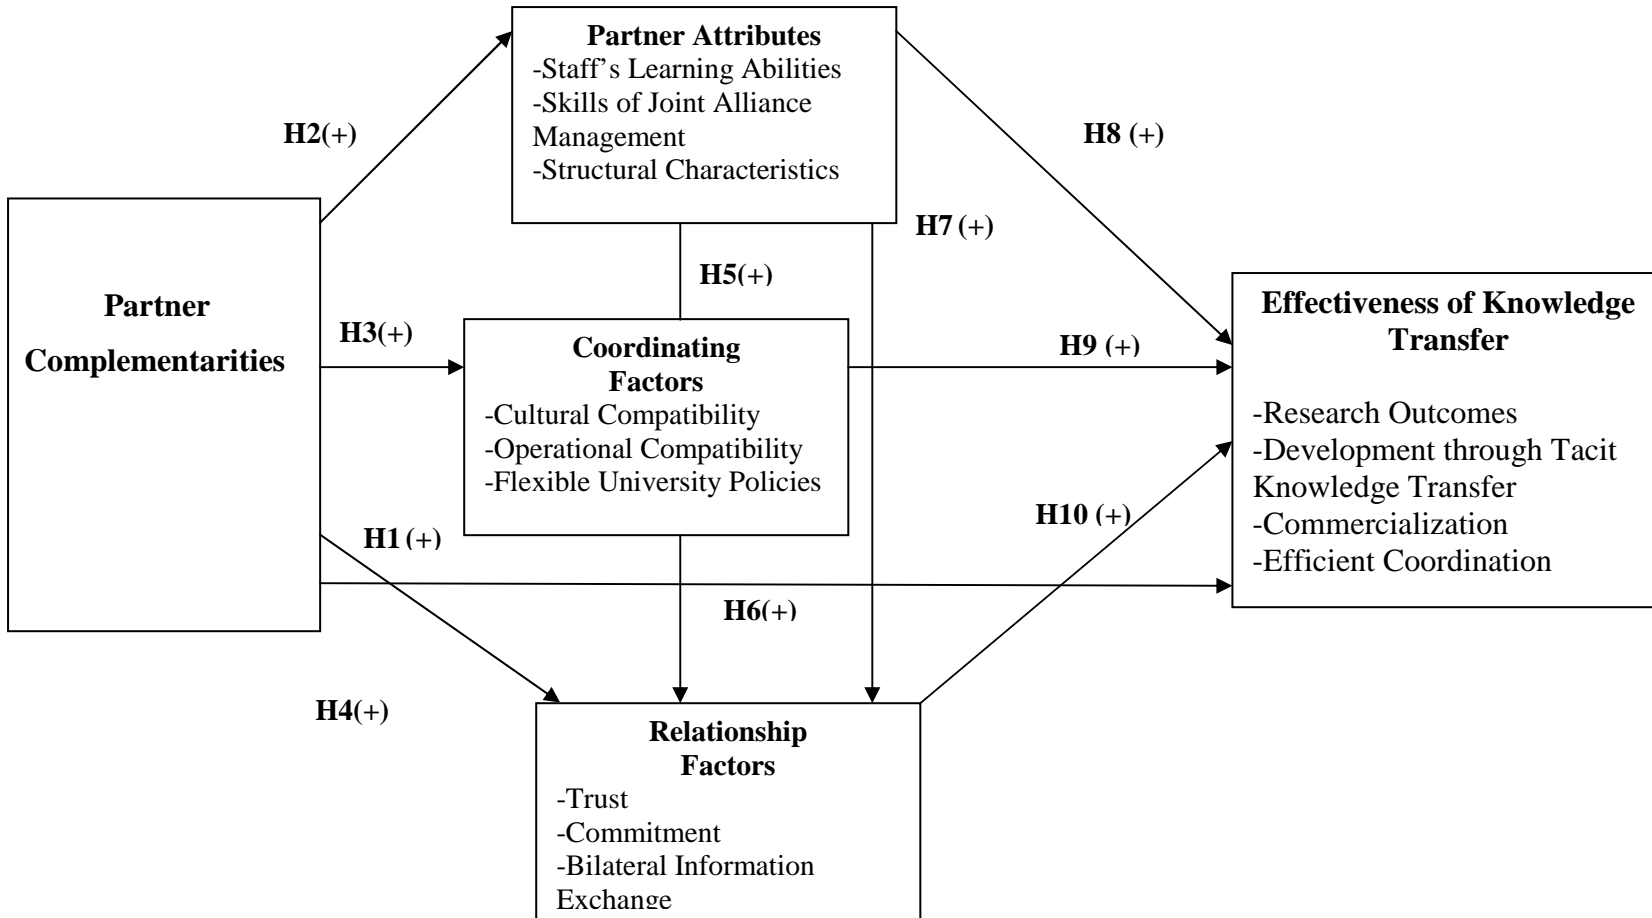 Partner Attributes
-Staff's Learning Abilities
-Skills of Joint Alliance
Management
-Structural Characteristics
H2(+)
H8 (+)
H7 (+)
H5(+)
Partner
Complementarities
H3(+)
Coordinating
Factors
-Cultural Compatibility
-Operational Compatibility
-Flexible University Policies
H9 (+)
Effectiveness of Knowledge
Transfer
-Research Outcomes
-Development through Tacit
Knowledge Transfer
-Commercialization
-Efficient Coordination
H10 (+)
H1 (+)
H6(+)
H4(+)
Relationship
Factors
-Trust
-Commitment
-Bilateral Information
Exchange